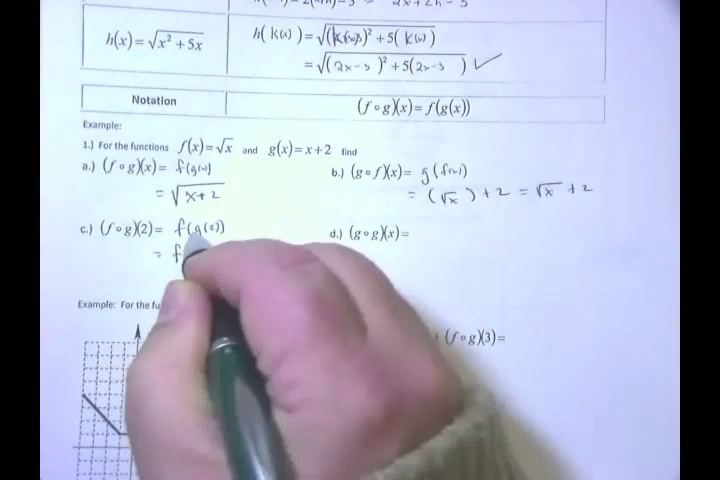 h(x) = √(x² + 5x)
h( k(x) ) = √( (k(x))² + 5( k(x) ) )
= √( (2x-3)² + 5(2x-3) ) ✓
Notation (f ∘ g)(x) = f(g(x))
Example:
1.) For the functions f(x) = √x and g(x) = x + 2 find
a.) (f ∘ g)(x) = f(g(x)) b.) (g ∘ f)(x) = g(f(x))
= √(x+2) = (√x) + 2 = √x + 2
c.) (f ∘ g)(2) = f(g(2)) d.) (g ∘ g)(x) =
= f
Example: For the fu
(f ∘ g)(3) =